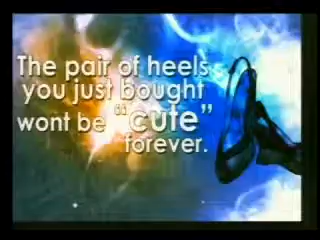 The pair of heels
you just bought
wont be “cute”
forever.